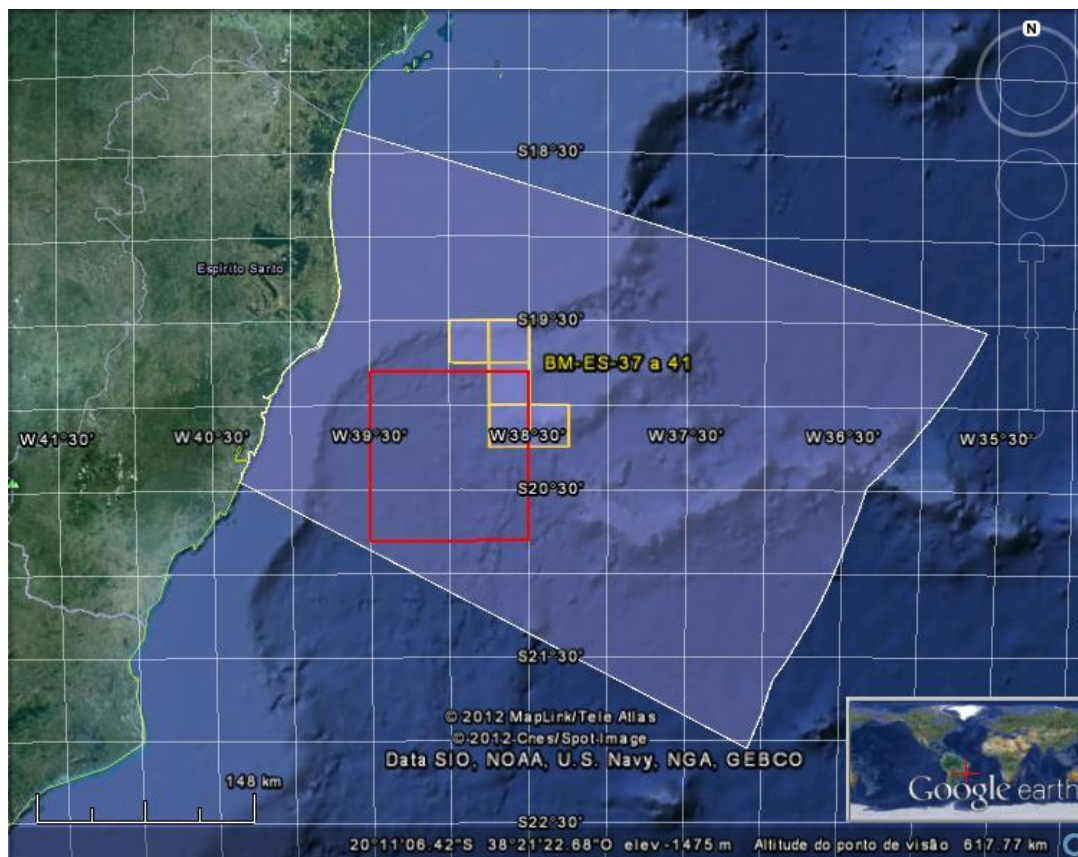 N
S18°30'
Espírito Santo
S19°30'
BM-ES-37 a 41
W41°30'
W40°30'
W39°30'
W38°30'
W37°30'
W36°30'
W35°30'
S20°30'
S21°30'
© 2012 MapLink/Tele Atlas
© 2012 Cnes/Spot Image
Data SIO, NOAA, U.S. Navy, NGA, GEBCO
148 km
Google earth
S22°30'
20°11'06.42"S 38°21'22.68"O elev -1475 m Altitude do ponto de visão 617.77 km